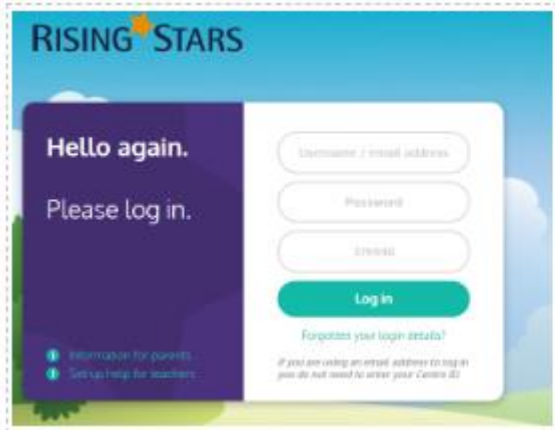 RISING STARS
Hello again.
Please log in.
Username / email address
Password
Log in
Forgotten your login details?
If you are using an email address to log in
you do not need to enter your Centre ID.
Information for parents
Set up help for teachers